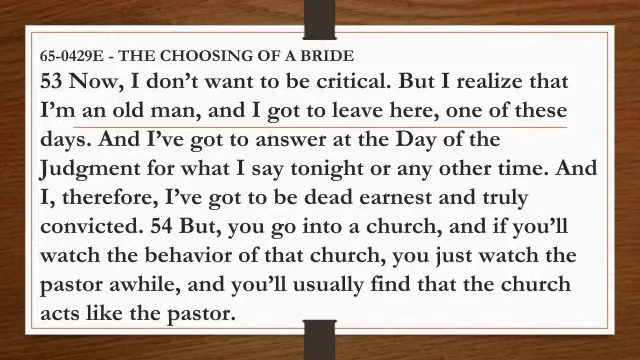 65-0429E - THE CHOOSING OF A BRIDE
53 Now, I don't want to be critical. But I realize that
I'm an old man, and I got to leave here, one of these
days. And I've got to answer at the Day of the
Judgment for what I say tonight or any other time. And
I, therefore, I've got to be dead earnest and truly
convicted. 54 But, you go into a church, and if you'll
watch the behavior of that church, you just watch the
pastor awhile, and you'll usually find that the church
acts like the pastor.